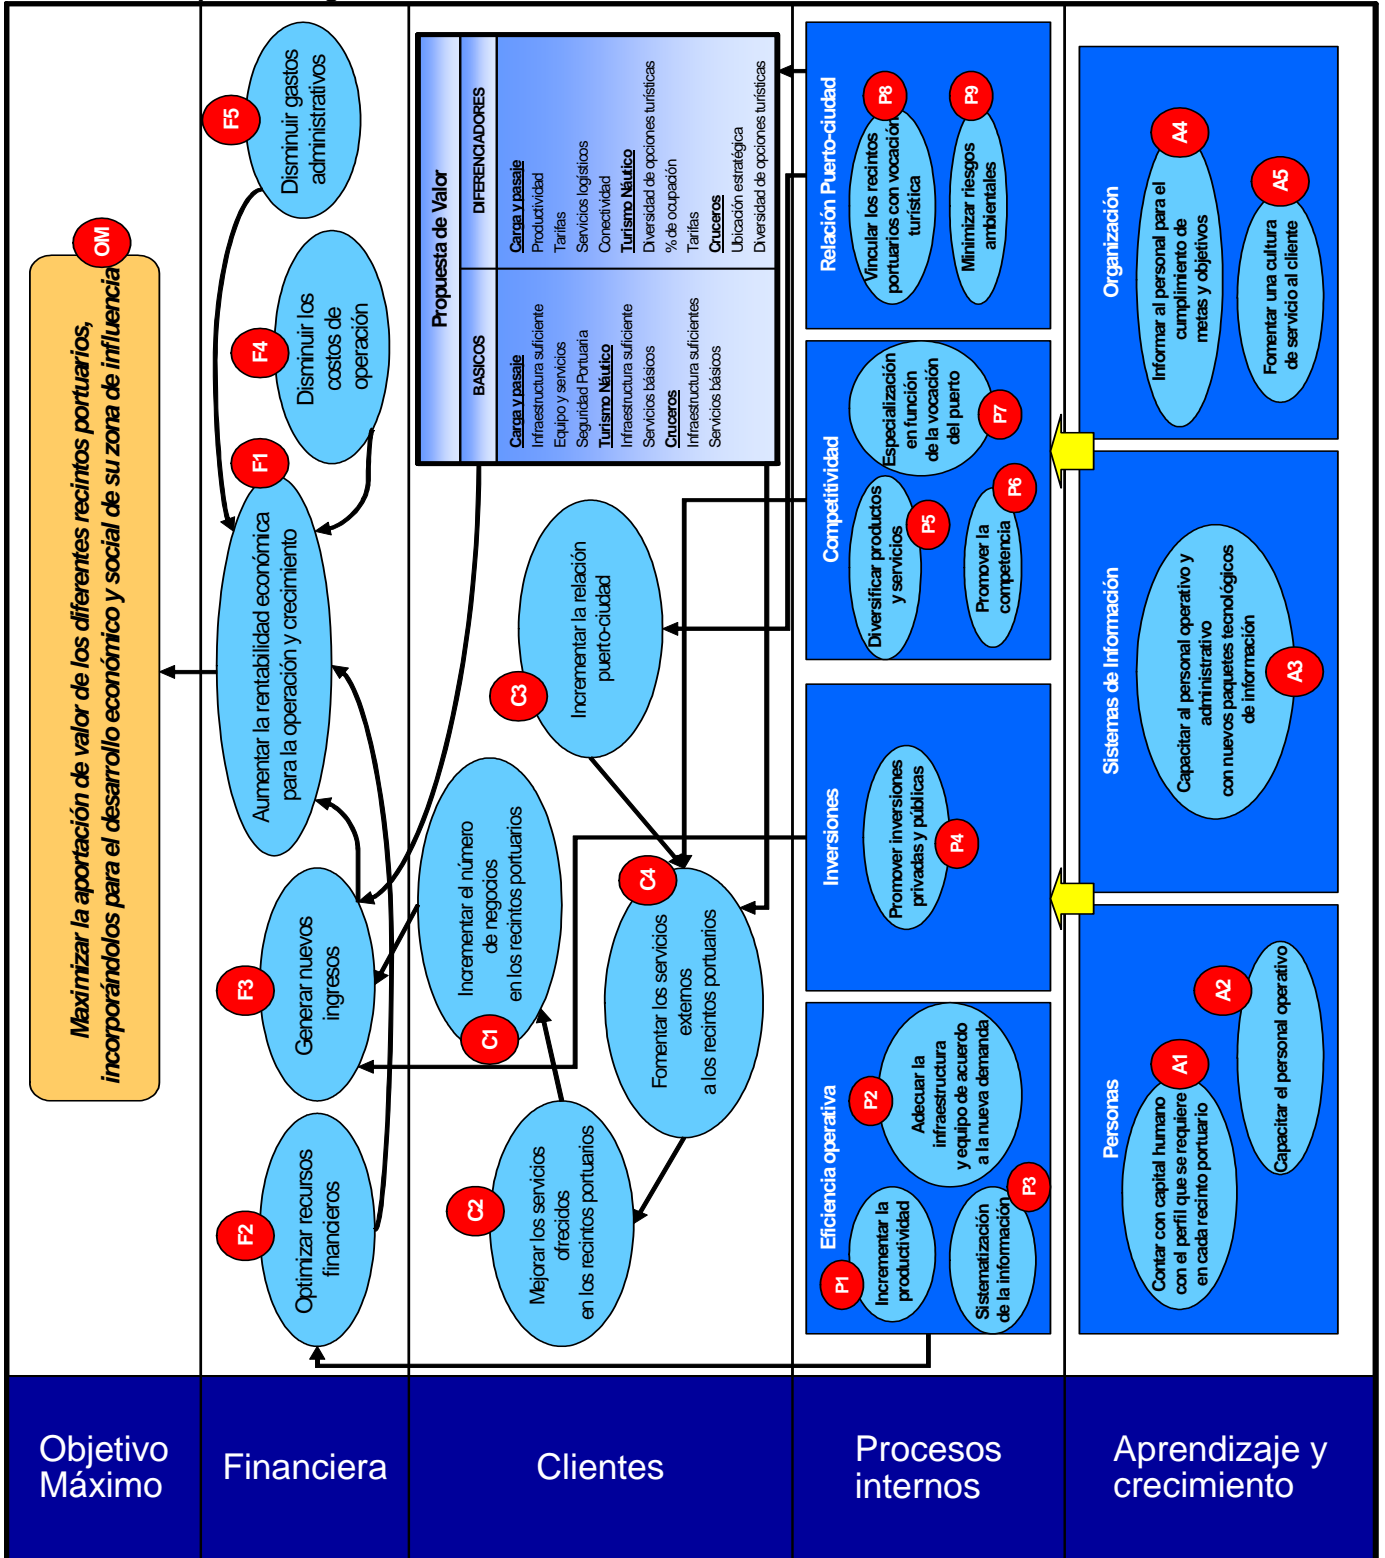 Objetivo
Máximo
Maximizar la aportación de valor de los diferentes recintos portuarios,
incorporándolos para el desarrollo económico y social de su zona de influencia
OM
Financiera
F2
Optimizar recursos
financieros
F3
Generar nuevos
ingresos
F1
Aumentar la rentabilidad económica
para la operación y crecimiento
F4
Disminuir los
costos de
operación
F5
Disminuir gastos
administrativos
Clientes
C2
Mejorar los servicios
ofrecidos
en los recintos portuarios
C1
Incrementar el número
de negocios
en los recintos portuarios
C4
Fomentar los servicios
externos
a los recintos portuarios
C3
Incrementar la relación
puerto-ciudad
Propuesta de Valor
BASICOS
Carga y pasaje
Infraestructura suficiente
Equipo y servicios
Seguridad Portuaria
Turismo Náutico
Infraestructura suficiente
Servicios básicos
Cruceros
Infraestructura suficientes
Servicios básicos
DIFERENCIADORES
Carga y pasaje
Productividad
Tarifas
Servicios logísticos
Conectividad
Turismo Náutico
Diversidad de opciones turísticas
% de ocupación
Tarifas
Cruceros
Ubicación estratégica
Diversidad de opciones turísticas
Procesos
internos
Eficiencia operativa
P1
Incrementar la
productividad
P2
Adecuar la
infraestructura
y equipo de acuerdo
a la nueva demanda
Sistematización
de la información
P3
Inversiones
Promover inversiones
privadas y públicas
P4
Competitividad
Diversificar productos
y servicios
P5
Promover la
competencia
P6
Especialización
en función
de la vocación
del puerto
P7
Relación Puerto-ciudad
Vincular los recintos
portuarios con vocación
turística
P8
Minimizar riesgos
ambientales
P9
Aprendizaje y
crecimiento
Personas
Contar con capital humano
con el perfil que se requiere
en cada recinto portuario
A1
A2
Capacitar el personal operativo
Sistemas de Información
Capacitar al personal operativo y
administrativo
con nuevos paquetes tecnológicos
de información
A3
Organización
Informar al personal para el
cumplimiento de
metas y objetivos
A4
Fomentar una cultura
de servicio al cliente
A5